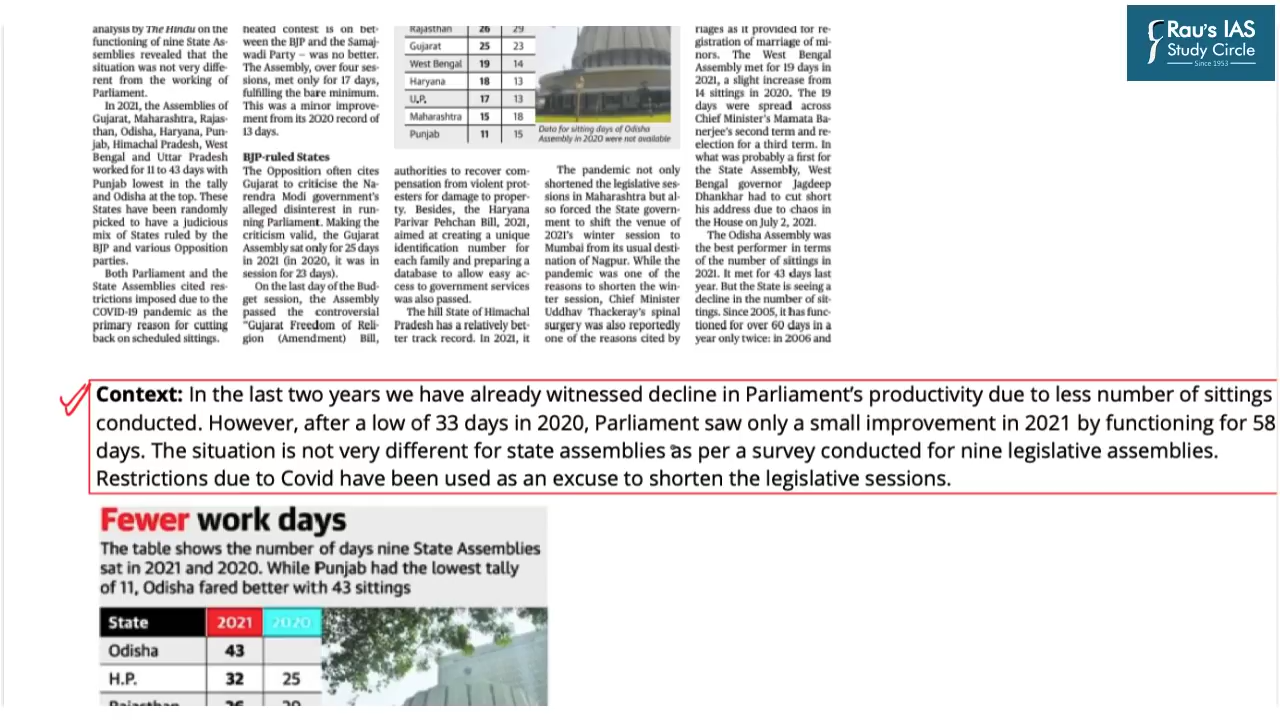 Rau's IAS
Study Circle
Since 1953
analysis by The Hindu on the
functioning of nine State As-
semblies revealed that the
situation was not very diffe-
rent from the working of
Parliament.
In 2021, the Assemblies of
Gujarat, Maharashtra, Rajas-
than, Odisha, Haryana, Pun-
jab, Himachal Pradesh, West
Bengal and Uttar Pradesh
worked for 11 to 43 days with
Punjab lowest in the tally
and Odisha at the top. These
States have been randomly
picked to have a judicious
mix of States ruled by the
BJP and various Opposition
parties.
Both Parliament and the
State Assemblies cited res-
trictions imposed due to the
COVID-19 pandemic as the
primary reason for cutting
back on scheduled sittings.
heated contest is on bet-
ween the BJP and the Samaj-
wadi Party – was no better.
The Assembly, over four ses-
sions, met only for 17 days,
fulfilling the bare minimum.
This was a minor improve-
ment from its 2020 record of
13 days.
BJP-ruled States
The Opposition often cites
Gujarat to criticise the Na-
rendra Modi government's
alleged disinterest in run-
ning Parliament. Making the
criticism valid, the Gujarat
Assembly sat only for 25 days
in 2021 (in 2020, it was in
session for 23 days).
On the last day of the Bud-
get session, the Assembly
passed the controversial
"Gujarat Freedom of Reli-
gion (Amendment) Bill,
Rajasthan 26 29
Gujarat 25 23
West Bengal 19 14
Haryana 18 13
U.P. 17 13
Maharashtra 15 18
Punjab 11 15
Data for sitting days of Odisha
Assembly in 2020 were not available
authorities to recover com-
pensation from violent prot-
esters for damage to proper-
ty. Besides, the Haryana
Parivar Pehchan Bill, 2021,
aimed at creating a unique
identification number for
each family and preparing a
database to allow easy ac-
cess to government services
was also passed.
The hill State of Himachal
Pradesh has a relatively bet-
ter track record. In 2021, it
The pandemic not only
shortened the legislative ses-
sions in Maharashtra but al-
so forced the State govern-
ment to shift the venue of
2021's winter session to
Mumbai from its usual desti-
nation of Nagpur. While the
pandemic was one of the
reasons to shorten the win-
ter session, Chief Minister
Uddhav Thackeray's spinal
surgery was also reportedly
one of the reasons cited by
riages as it provided for re-
gistration of marriage of mi-
nors. The West Bengal
Assembly met for 19 days in
2021, a slight increase from
14 sittings in 2020. The 19
days were spread across
Chief Minister's Mamata Ba-
nerjee's second term and re-
election for a third term. In
what was probably a first for
the State Assembly, West
Bengal governor Jagdeep
Dhankhar had to cut short
his address due to chaos in
the House on July 2, 2021.
The Odisha Assembly was
the best performer in terms
of the number of sittings in
2021. It met for 43 days last
year. But the State is seeing a
decline in the number of sit-
tings. Since 2005, it has func-
tioned for over 60 days in a
year only twice: in 2006 and
Context: In the last two years we have already witnessed decline in Parliament's productivity due to less number of sittings
conducted. However, after a low of 33 days in 2020, Parliament saw only a small improvement in 2021 by functioning for 58
days. The situation is not very different for state assemblies as per a survey conducted for nine legislative assemblies.
Restrictions due to Covid have been used as an excuse to shorten the legislative sessions.
Fewer work days
The table shows the number of days nine State Assemblies
sat in 2021 and 2020. While Punjab had the lowest tally
of 11, Odisha fared better with 43 sittings
State 2021 2020
Odisha 43
H.P. 32 25
Rajasthan 26 29